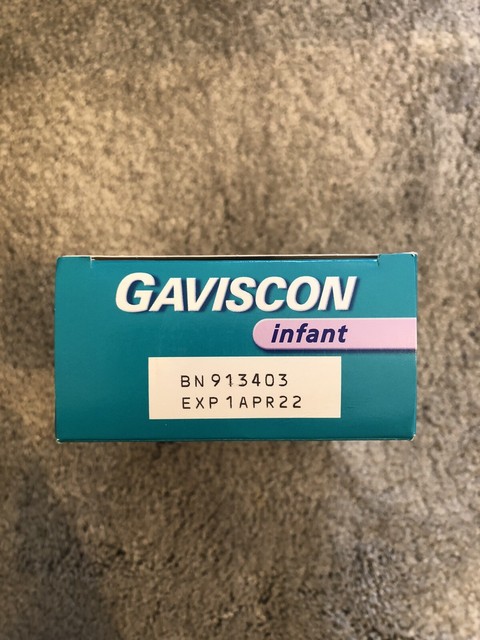 GAVISCON
infant
BN 913403
EXP 1APR22